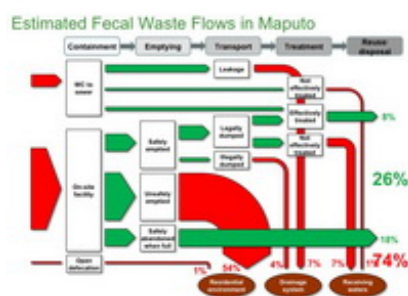 Estimated Fecal Waste Flows in Maputo
Containment
Emptying
Transport
Treatment
Reuse/
disposal
WC to
sewer
Leakage
Not
effectively
treated
Effectively
treated
8%
On-site
facility
Safely
emptied
Legally
dumped
Not
effectively
treated
Illegally
dumped
26%
Unsafely
emptied
Safely
abandoned
when full
18%
Open
defecation
1%
54%
4%
7%
7%
1%
74%
Residential
environment
Drainage
system
Receiving
waters